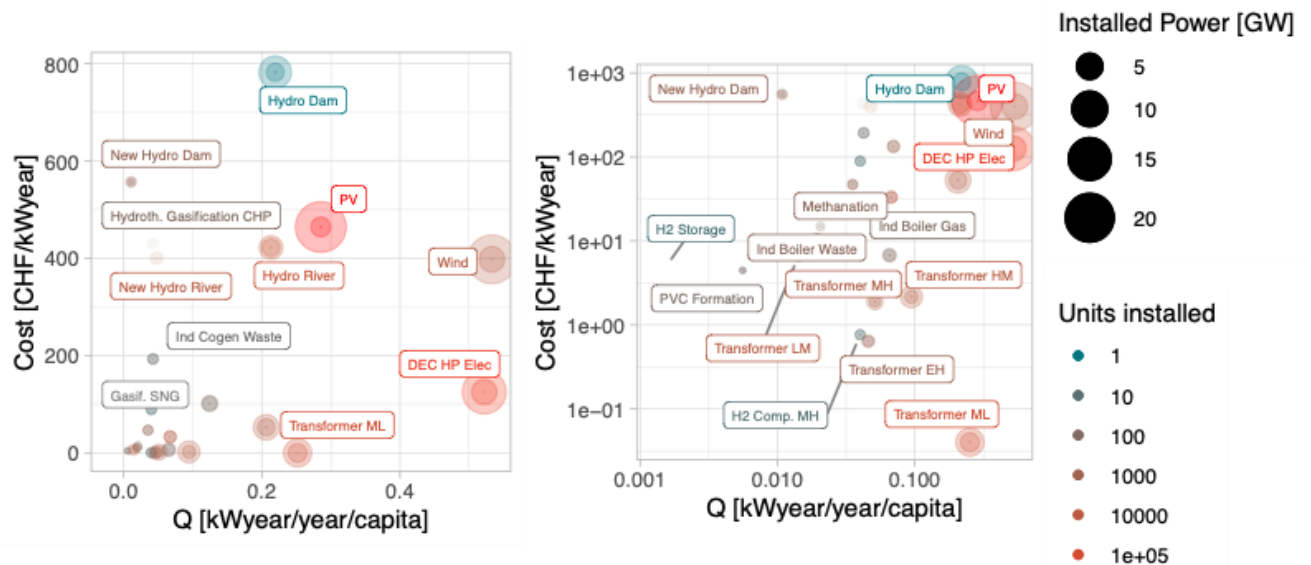 Cost [CHF/kWyear]
800
600
400
200
0
Hydro Dam
New Hydro Dam
Hydroth. Gasification CHP
PV
Hydro River
Wind
New Hydro River
Ind Cogen Waste
DEC HP Elec
Gasif. SNG
Transformer ML
0.0
0.2
0.4
Q [kWyear/year/capita]
Cost [CHF/kWyear]
1e+03
1e+02
1e+01
1e+00
1e−01
New Hydro Dam
Hydro Dam
PV
Wind
DEC HP Elec
Methanation
Ind Boiler Gas
H2 Storage
Ind Boiler Waste
Transformer HM
Transformer MH
PVC Formation
Transformer LM
Transformer EH
H2 Comp. MH
Transformer ML
0.001
0.010
0.100
Q [kWyear/year/capita]
Installed Power [GW]
5
10
15
20
Units installed
1
10
100
1000
10000
1e+05